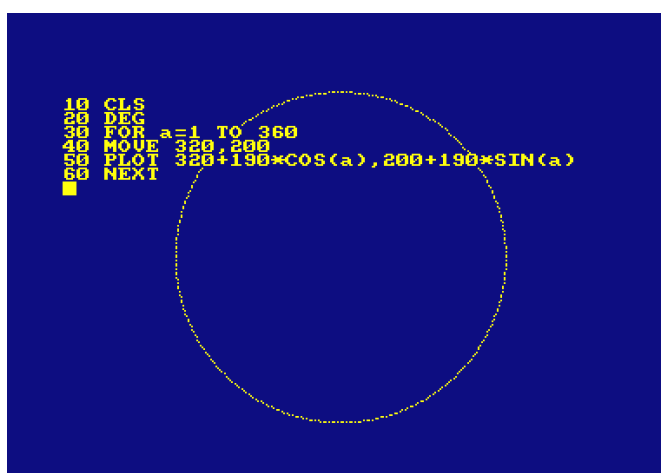 10 CLS
20 DEG
30 FOR a=1 TO 360
40 MOVE 320,200
50 PLOT 320+190*COS(a),200+190*SIN(a)
60 NEXT